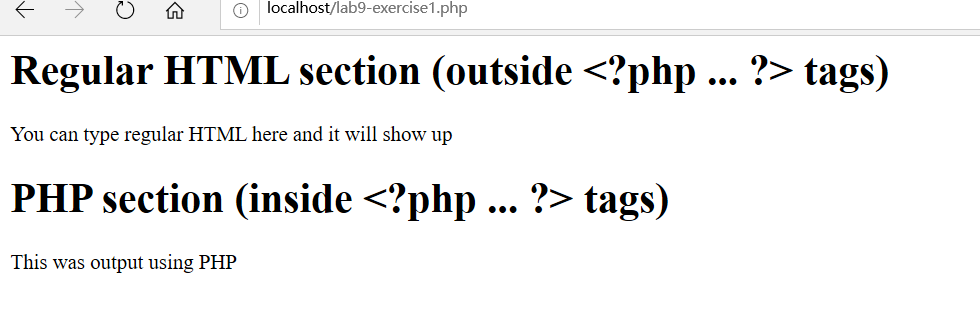 localhost/lab9-exercise1.php
Regular HTML section (outside <?php ... ?> tags)
You can type regular HTML here and it will show up
PHP section (inside <?php ... ?> tags)
This was output using PHP